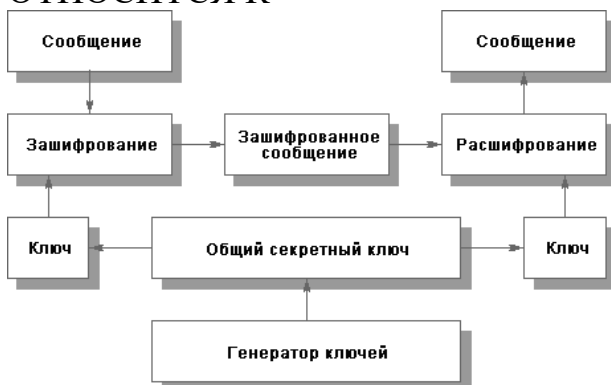 ОТНОСИТСЯ К
Сообщение
Сообщение
Зашифрование
Зашифрованное
сообщение
Расшифрование
Ключ
Общий секретный ключ
Ключ
Генератор ключей